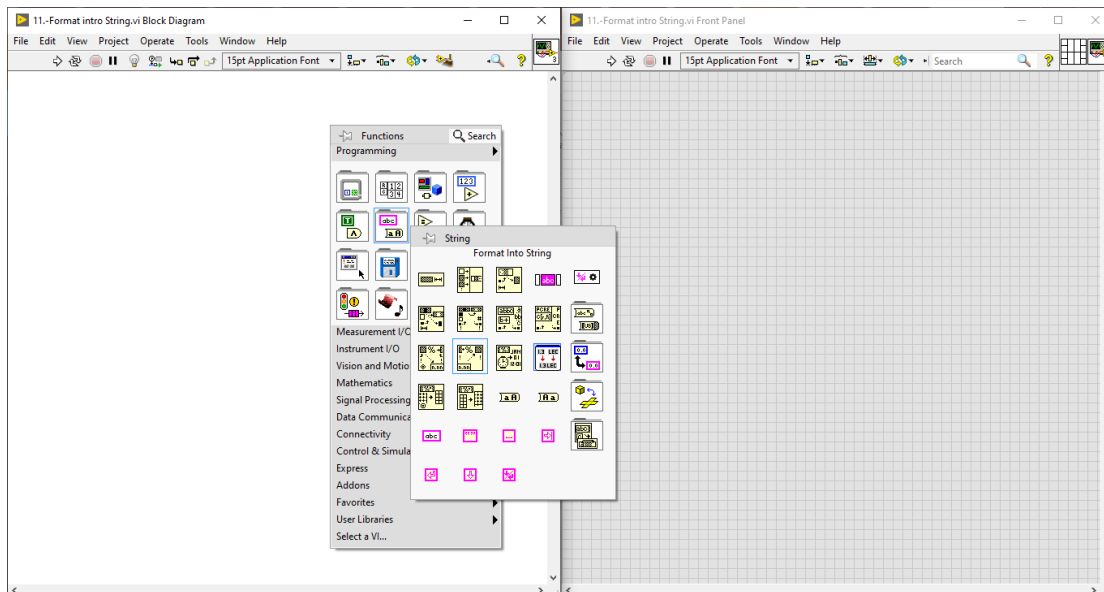 11.-Format intro String.vi Block Diagram
File Edit View Project Operate Tools Window Help
15pt Application Font
3
Functions
Search
Programming
String
Format Into String
Measurement I/O
Instrument I/O
Vision and Motio
Mathematics
Signal Processing
Data Communica
Connectivity
Control & Simula
Express
Addons
Favorites
User Libraries
Select a VI...
11.-Format intro String.vi Front Panel
File Edit View Project Operate Tools Window Help
15pt Application Font
Search